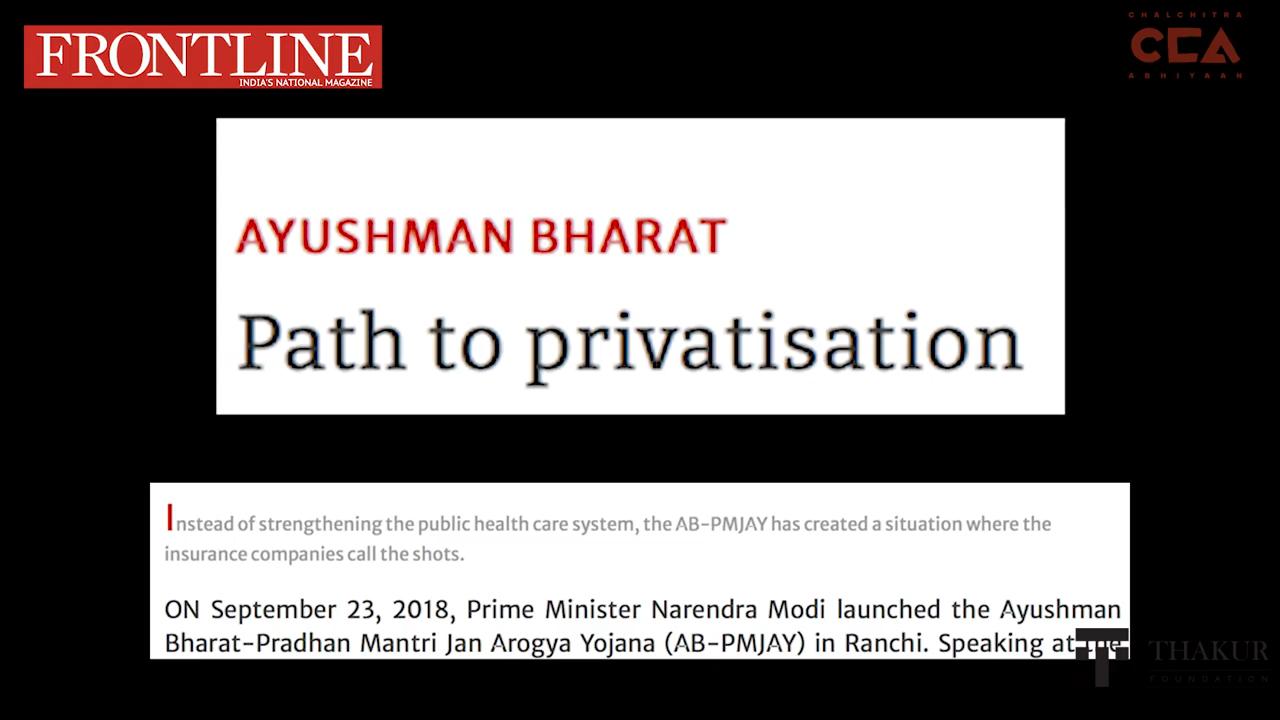 FRONTLINE
INDIA'S NATIONAL MAGAZINE
CHALCHITRA
CCA
ABHIYAAN
AYUSHMAN BHARAT
Path to privatisation
Instead of strengthening the public health care system, the AB-PMJAY has created a situation where the
insurance companies call the shots.
ON September 23, 2018, Prime Minister Narendra Modi launched the Ayushman
Bharat-Pradhan Mantri Jan Arogya Yojana (AB-PMJAY) in Ranchi. Speaking at the
THAKUR
FOUNDATION